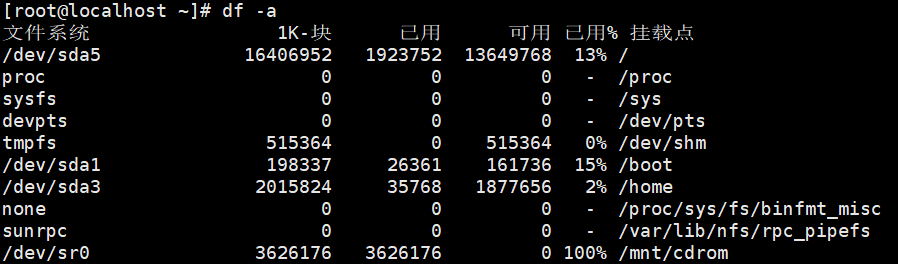 [root@localhost ~]# df -a
文件系统 1K-块 已用 可用 已用% 挂载点
/dev/sda5 16406952 1923752 13649768 13% /
proc 0 0 0 - /proc
sysfs 0 0 0 - /sys
devpts 0 0 0 - /dev/pts
tmpfs 515364 0 515364 0% /dev/shm
/dev/sda1 198337 26361 161736 15% /boot
/dev/sda3 2015824 35768 1877656 2% /home
none 0 0 0 - /proc/sys/fs/binfmt_misc
sunrpc 0 0 0 - /var/lib/nfs/rpc_pipefs
/dev/sr0 3626176 3626176 0 100% /mnt/cdrom